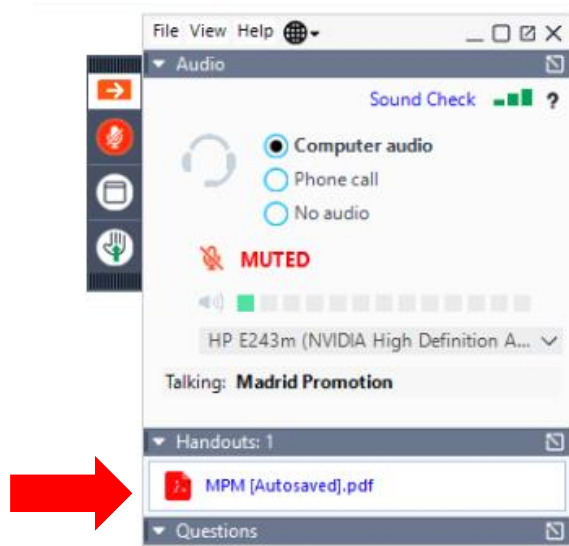 File View Help
Audio
Sound Check ?
Computer audio
Phone call
No audio
MUTED
HP E243m (NVIDIA High Definition A...
Talking: Madrid Promotion
Handouts: 1
MPM [Autosaved].pdf
Questions